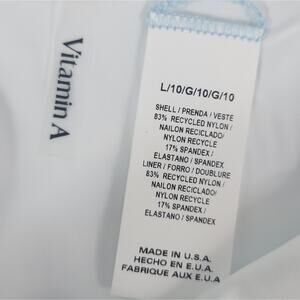 Vitamin A
L/10/G/10/G/10
SHELL / PRENDA / VESTE
83% RECYCLED NYLON /
NAILON RECICLADO/
NYLON RECYCLE
17% SPANDEX /
ELASTANO / SPANDEX
LINER / FORRO / DOUBLURE
83% RECYCLED NYLON /
NAILON RECICLADO/
NYLON RECYCLE
17% SPANDEX /
ELASTANO / SPANDEX
MADE IN U.S.A.
HECHO EN E.U.A.
FABRIQUE AUX E.U.A